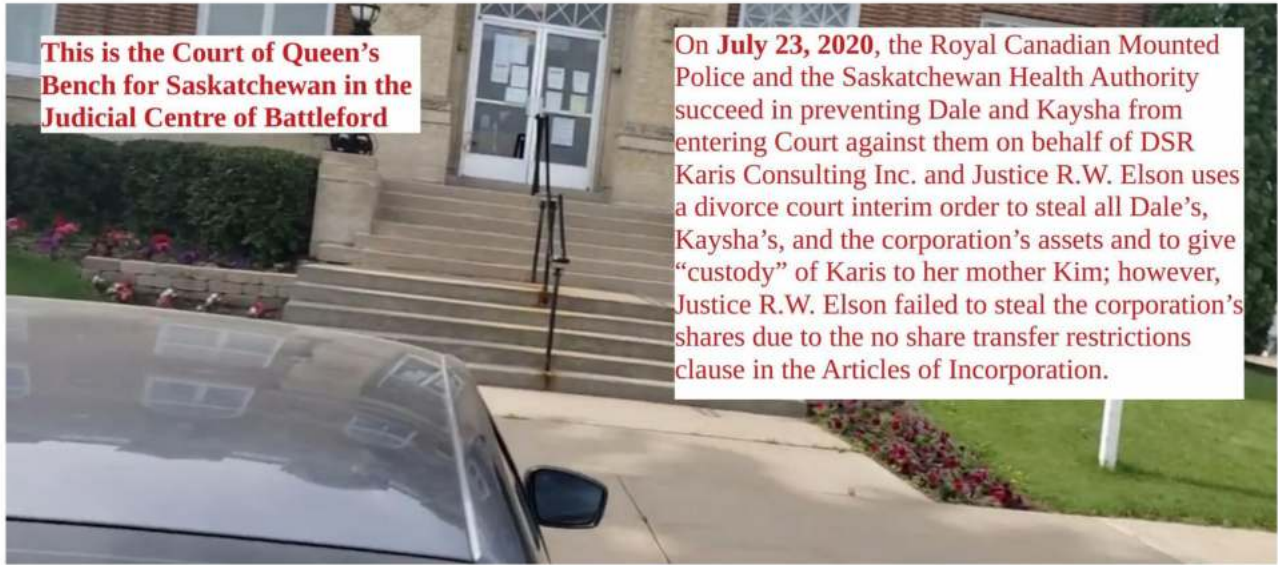 This is the Court of Queen's
Bench for Saskatchewan in the
Judicial Centre of Battleford
On July 23, 2020, the Royal Canadian Mounted
Police and the Saskatchewan Health Authority
succeed in preventing Dale and Kaysha from
entering Court against them on behalf of DSR
Karis Consulting Inc. and Justice R.W. Elson uses
a divorce court interim order to steal all Dale's,
Kaysha's, and the corporation's assets and to give
“custody” of Karis to her mother Kim; however,
Justice R.W. Elson failed to steal the corporation's
shares due to the no share transfer restrictions
clause in the Articles of Incorporation.